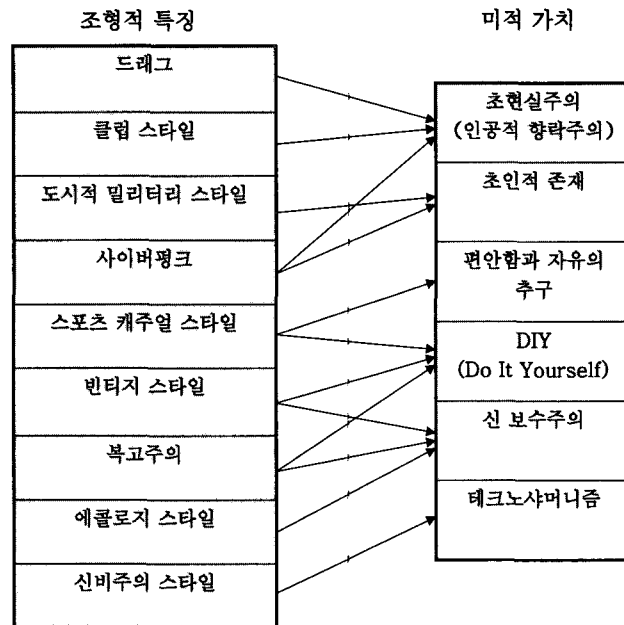 조형적 특징
미적 가치
드래그
클럽 스타일
도시적 밀리터리 스타일
사이버펑크
스포츠 캐주얼 스타일
빈티지 스타일
복고주의
에콜로지 스타일
신비주의 스타일
초현실주의
(인공적 향락주의)
초인적 존재
편안함과 자유의
추구
DIY
(Do It Yourself)
신 보수주의
테크노샤머니즘